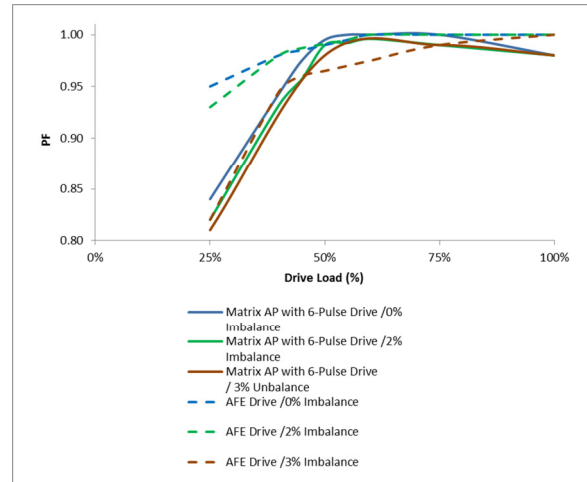 1.00
0.95
0.90
PF
0.85
0.80
0%
25%
50%
75%
100%
Drive Load (%)
Matrix AP with 6-Pulse Drive /0%
Imbalance
Matrix AP with 6-Pulse Drive /2%
Imbalance
Matrix AP with 6-Pulse Drive
/ 3% Unbalance
AFE Drive /0% Imbalance
AFE Drive /2% Imbalance
AFE Drive /3% Imbalance